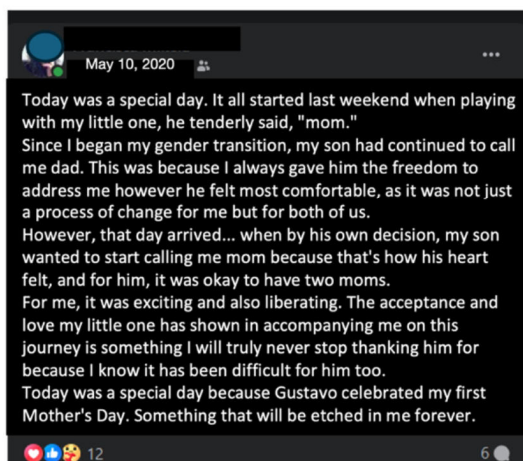 May 10, 2020
Today was a special day. It all started last weekend when playing
with my little one, he tenderly said, "mom."
Since I began my gender transition, my son had continued to call
me dad. This was because I always gave him the freedom to
address me however he felt most comfortable, as it was not just
a process of change for me but for both of us.
However, that day arrived... when by his own decision, my son
wanted to start calling me mom because that's how his heart
felt, and for him, it was okay to have two moms.
For me, it was exciting and also liberating. The acceptance and
love my little one has shown in accompanying me on this
journey is something I will truly never stop thanking him for
because I know it has been difficult for him too.
Today was a special day because Gustavo celebrated my first
Mother's Day. Something that will be etched in me forever.
12 6